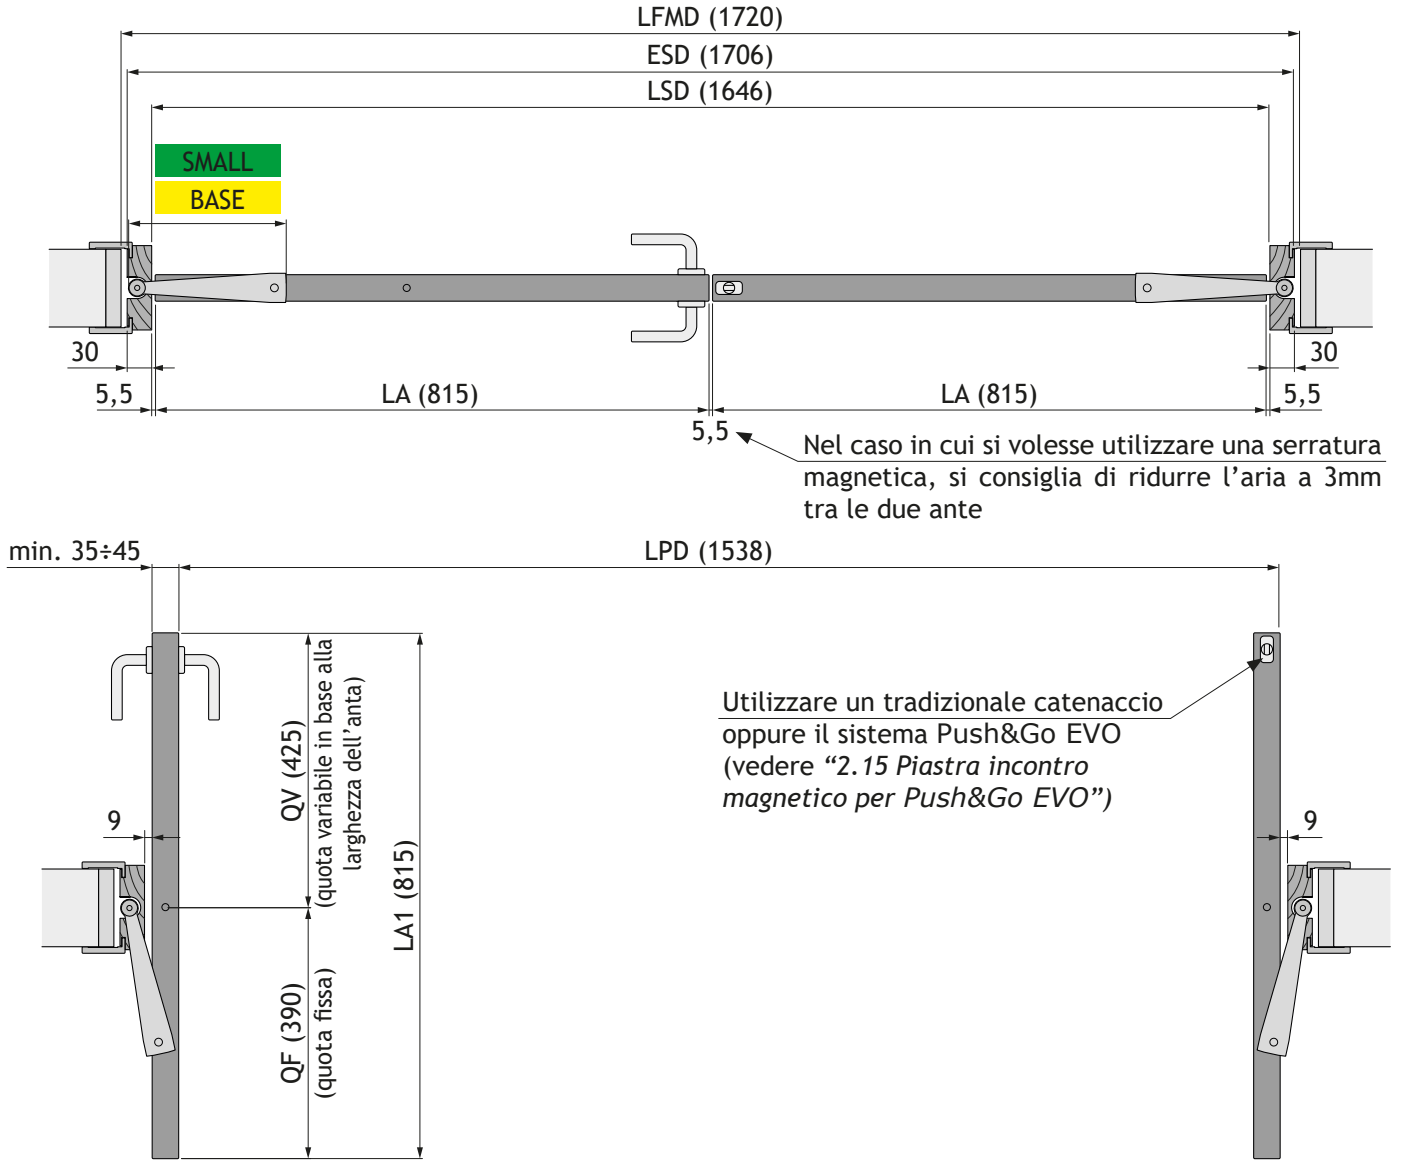 LFMD (1720)
ESD (1706)
LSD (1646)
SMALL
BASE
30
30
5,5
LA (815)
LA (815)
5,5
5,5
Nel caso in cui si volesse utilizzare una serratura
magnetica, si consiglia di ridurre l’aria a 3mm
tra le due ante
min. 35÷45
LPD (1538)
QV (425)
(quota variabile in base alla
larghezza dell’anta)
LA1 (815)
QF (390)
(quota fissa)
Utilizzare un tradizionale catenaccio
oppure il sistema Push&Go EVO
(vedere “2.15 Piastra incontro
magnetico per Push&Go EVO”)
9
9